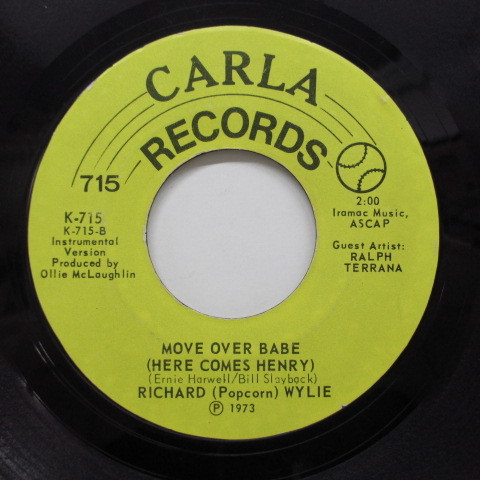 CARLA
RECORDS
715
K-715
K-715-B
Instrumental
Version
Produced by
Ollie McLaughlin
2:00
Iramac Music,
ASCAP
Guest Artist:
RALPH
TERRANA
MOVE OVER BABE
(HERE COMES HENRY)
(Ernie Harwell/Bill Slayback)
RICHARD (Popcorn) WYLIE
Ⓟ 1973